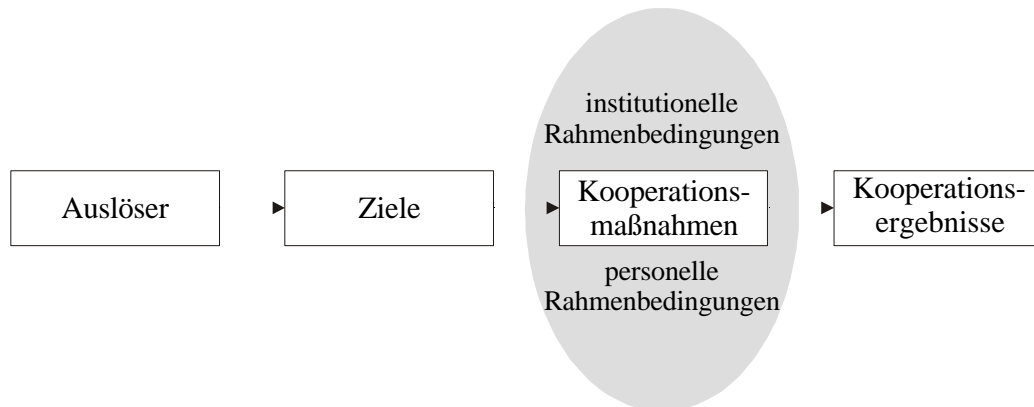 institutionelle
Rahmenbedingungen
Auslöser
Ziele
Kooperations-
maßnahmen
Kooperations-
ergebnisse
personelle
Rahmenbedingungen